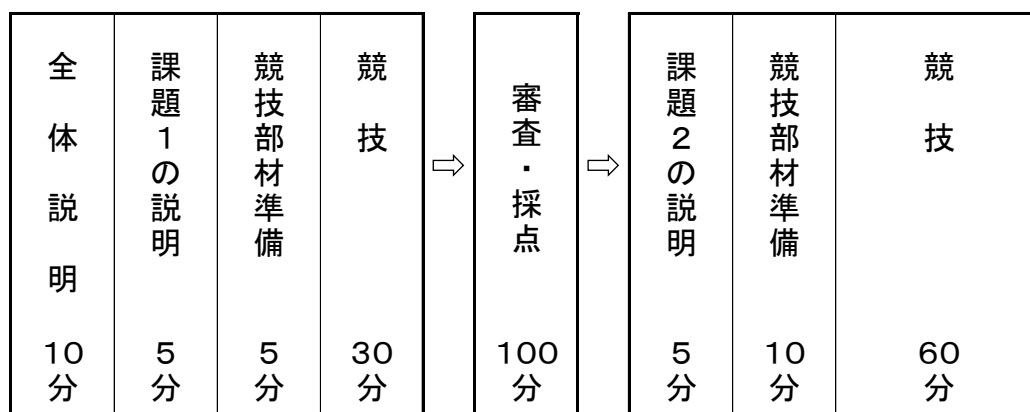 全体説明
10分
課題1の説明
5分
競技部材準備
5分
競技
30分
⇨
審査・採点
100分
⇨
課題2の説明
5分
競技部材準備
10分
競技
60分